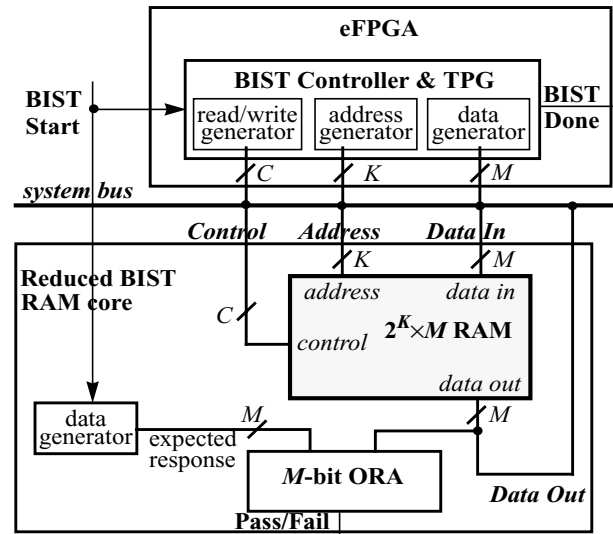 eFPGA
BIST Controller & TPG
BIST
Start
read/write
generator
address
generator
data
generator
BIST
Done
C
K
M
system bus
Control
Address
Data In
K
M
Reduced BIST
RAM core
C
address
data in
control
2^K×M RAM
data out
M
data
generator
M
expected
response
M-bit ORA
Data Out
Pass/Fail